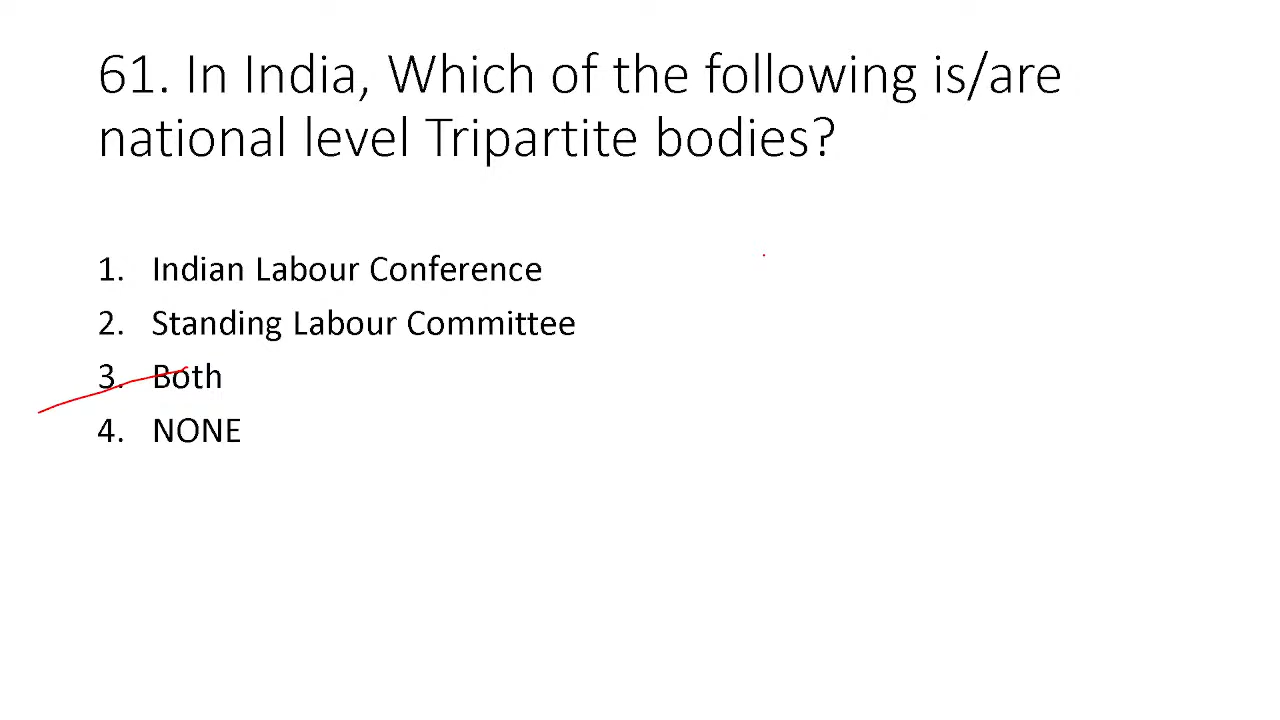 61. In India, Which of the following is/are
national level Tripartite bodies?
1. Indian Labour Conference
2. Standing Labour Committee
3. Both
4. NONE